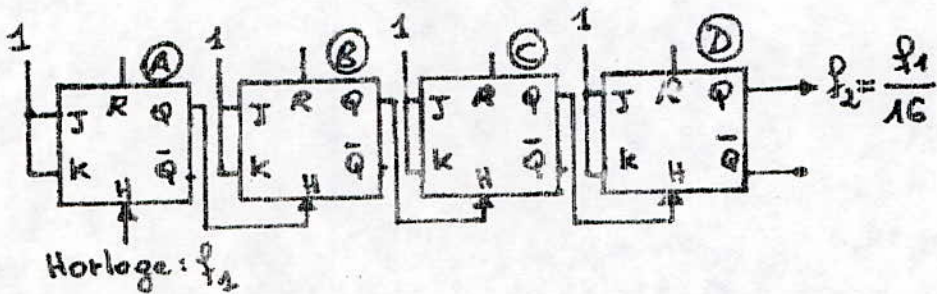 1 1 1 1
A B C D
J R Q J R Q J R Q J R Q f₂ = f₁/16
K H Q̄ K H Q̄ K H Q̄ K H Q̄
Horloge : f₁